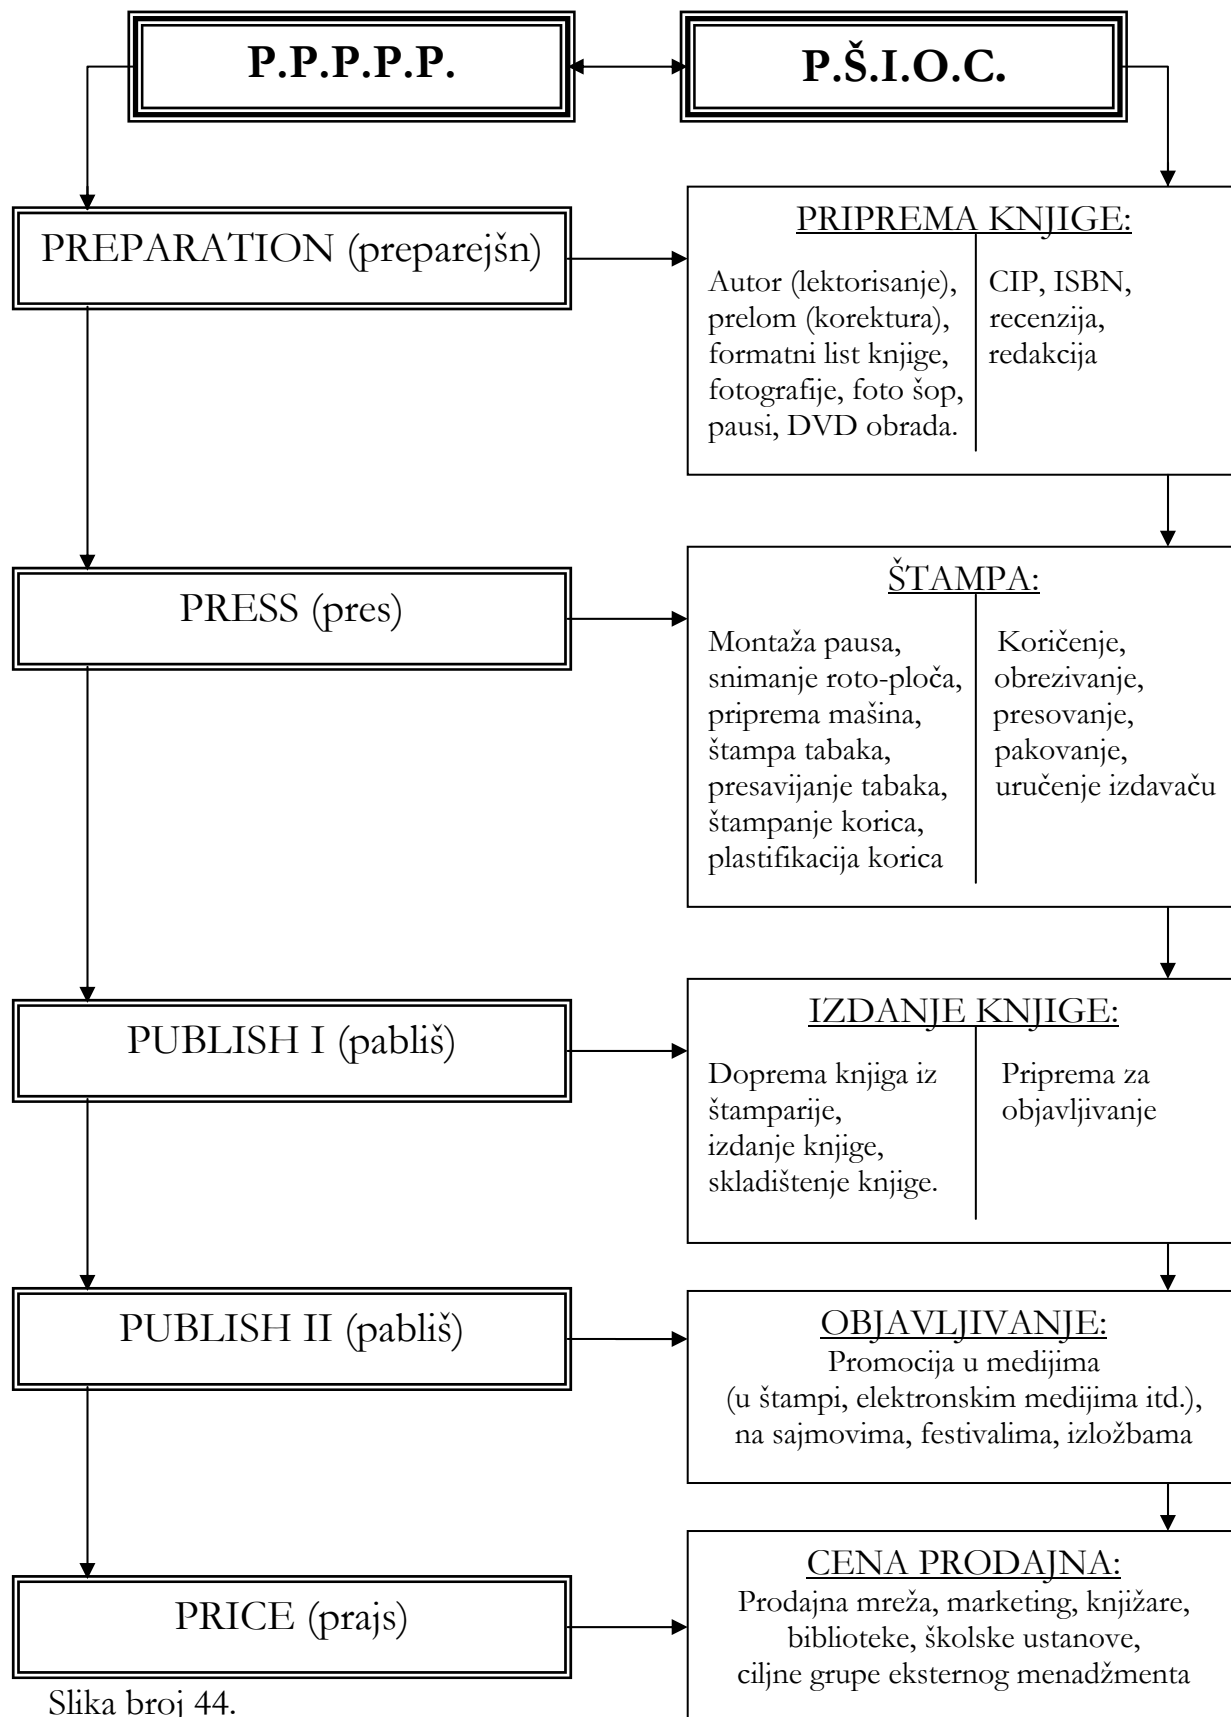 P.P.P.P.P.
P.Š.I.O.C.
PREPARATION (preparejšn)
PRIPREMA KNJIGE:
Autor (lektorisanje),
prelom (korektura),
formatni list knjige,
fotografije, foto šop,
pausi, DVD obrada.
CIP, ISBN,
recenzija,
redakcija
PRESS (pres)
ŠTAMPA:
Montaža pausa,
snimanje roto-ploča,
priprema mašina,
štampa tabaka,
presavijanje tabaka,
štampanje korica,
plastifikacija korica
Koričenje,
obrezivanje,
presovanje,
pakovanje,
uručenje izdavaču
PUBLISH I (pabliš)
IZDANJE KNJIGE:
Doprema knjiga iz
štamparije,
izdanje knjige,
skladištenje knjige.
Priprema za
objavljivanje
PUBLISH II (pabliš)
OBJAVLJIVANJE:
Promocija u medijima
(u štampi, elektronskim medijima itd.),
na sajmovima, festivalima, izložbama
PRICE (prajs)
CENA PRODAJNA:
Prodajna mreža, marketing, knjižare,
biblioteke, školske ustanove,
ciljne grupe eksternog menadžmenta
Slika broj 44.